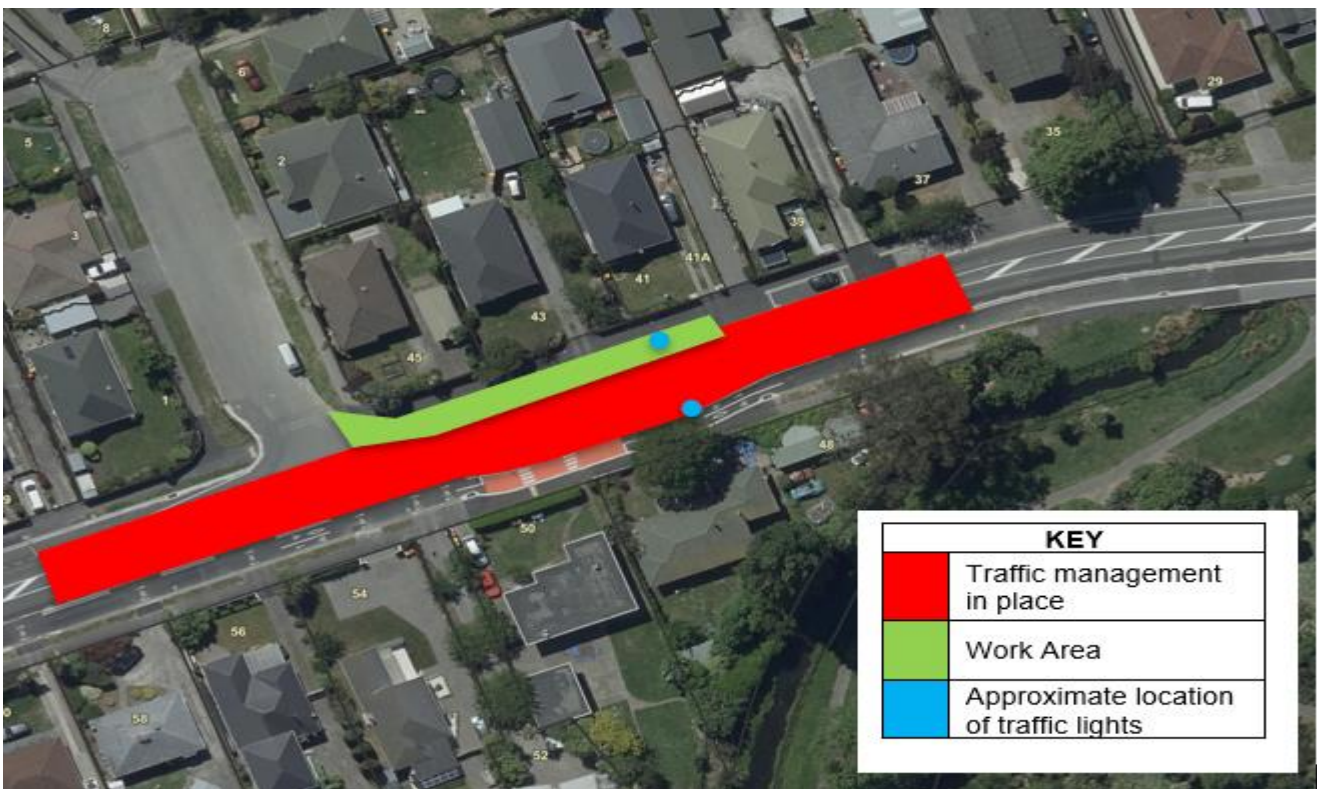 8
6
5
2
29
35
3
37
39
41A
41
43
45
1
48
50
54
56
58
52
KEY
Traffic management
in place
Work Area
Approximate location
of traffic lights